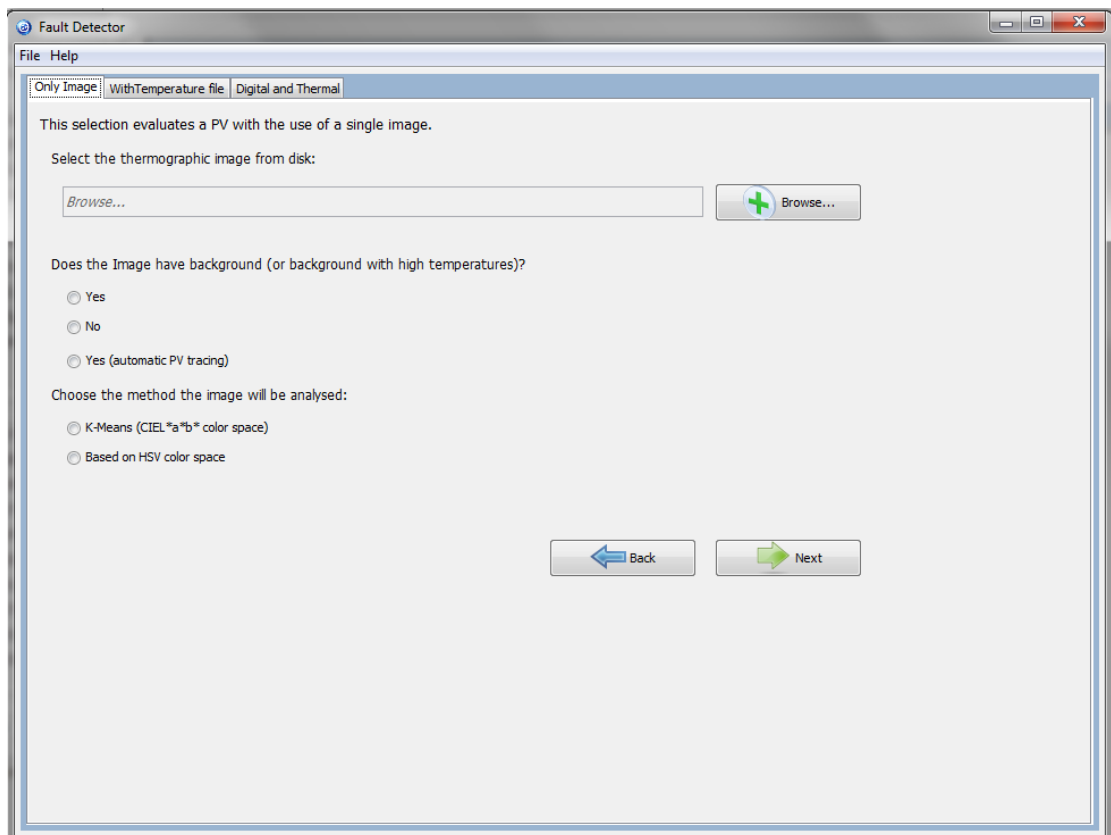 Fault Detector
File Help
Only Image WithTemperature file Digital and Thermal
This selection evaluates a PV with the use of a single image.
Select the thermographic image from disk:
Browse... Browse...
Does the Image have background (or background with high temperatures)?
Yes
No
Yes (automatic PV tracing)
Choose the method the image will be analysed:
K-Means (CIEL*a*b* color space)
Based on HSV color space
Back Next